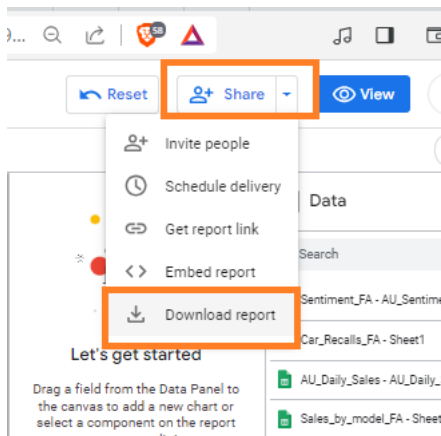 9...
58
Reset
Share
View
Invite people
Schedule delivery
Get report link
Embed report
Download report
Data
Search
Sentiment_FA - AU_Sentime
Car_Recalls_FA - Sheet1
AU_Daily_Sales - AU_Daily_
Sales_by_model_FA - Sheet
Let's get started
Drag a field from the Data Panel to
the canvas to add a new chart or
select a component on the report